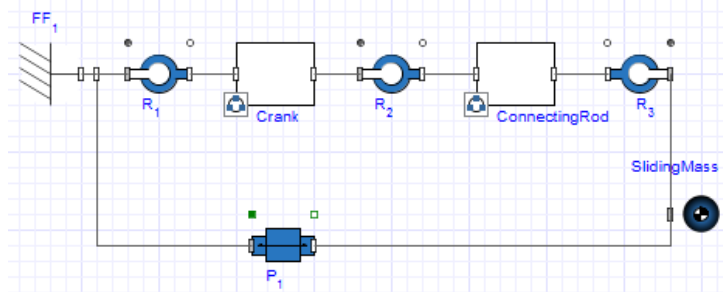 FF1
R1
Crank
R2
ConnectingRod
R3
SlidingMass
P1